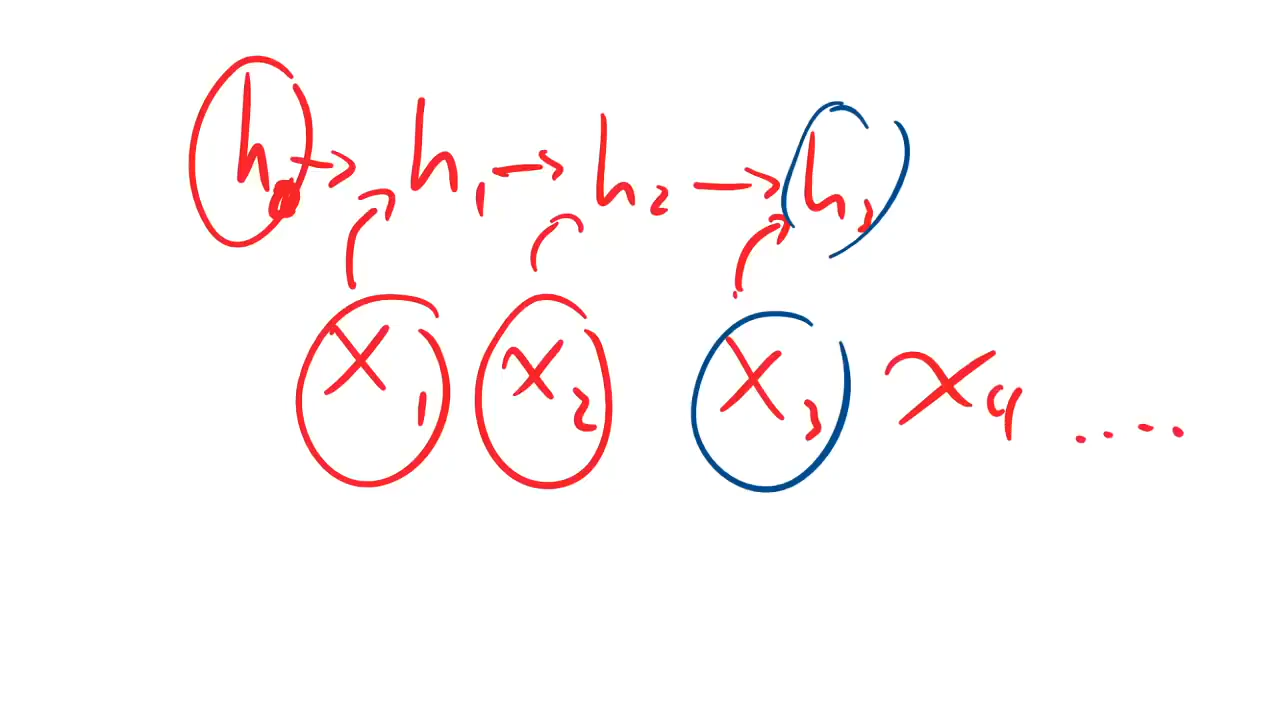 h₀ → h₁ → h₂ → h₃
x₁ x₂ x₃ x₄ .....